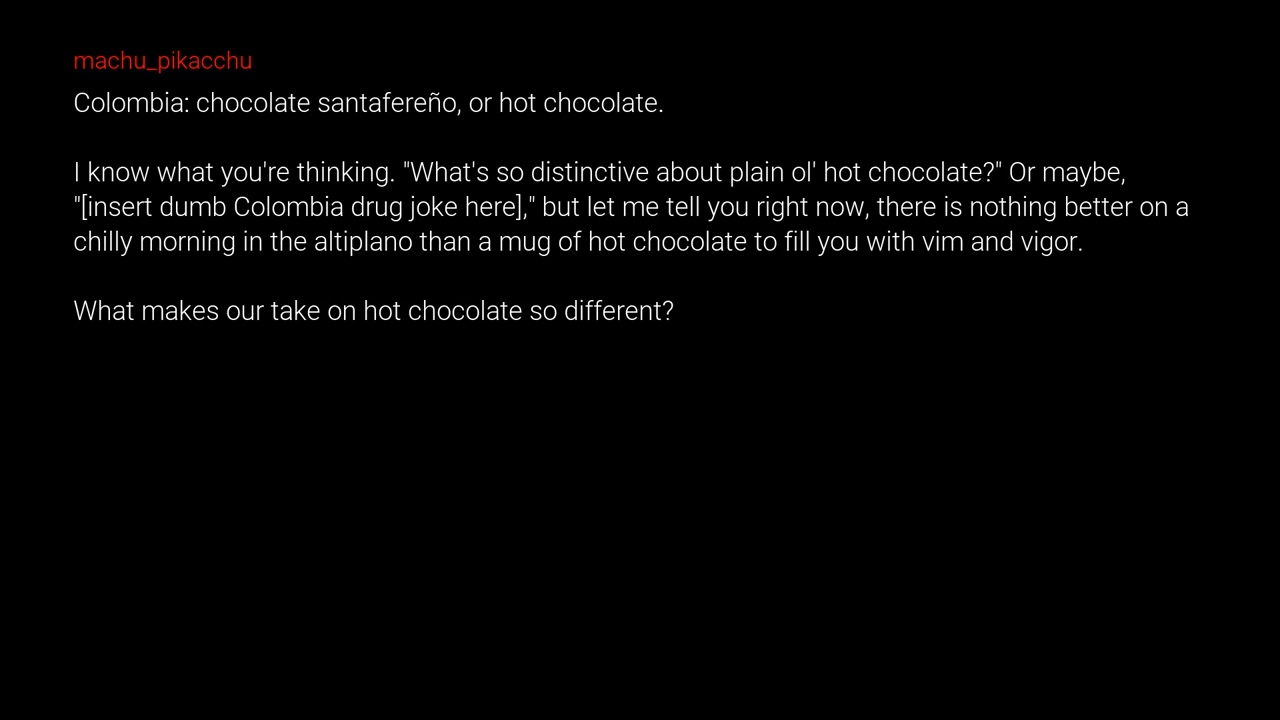 machu_pikacchu
Colombia: chocolate santafereño, or hot chocolate.
I know what you're thinking. "What's so distinctive about plain ol' hot chocolate?" Or maybe,
"[insert dumb Colombia drug joke here]," but let me tell you right now, there is nothing better on a
chilly morning in the altiplano than a mug of hot chocolate to fill you with vim and vigor.
What makes our take on hot chocolate so different?